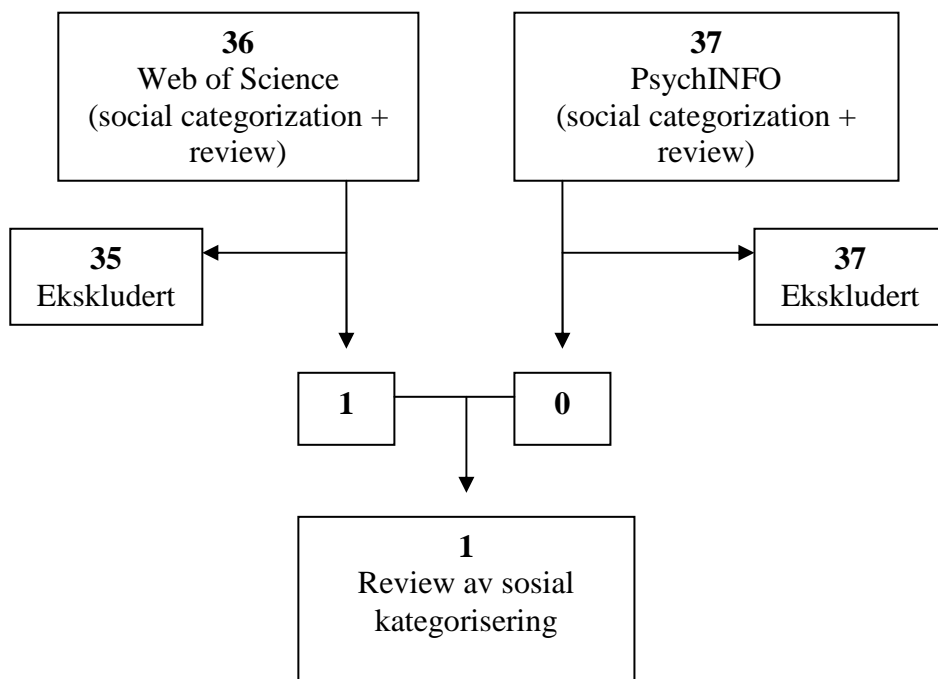 36
Web of Science
(social categorization +
review)
37
PsychINFO
(social categorization +
review)
35
Ekskludert
37
Ekskludert
1
0
1
Review av sosial
kategorisering